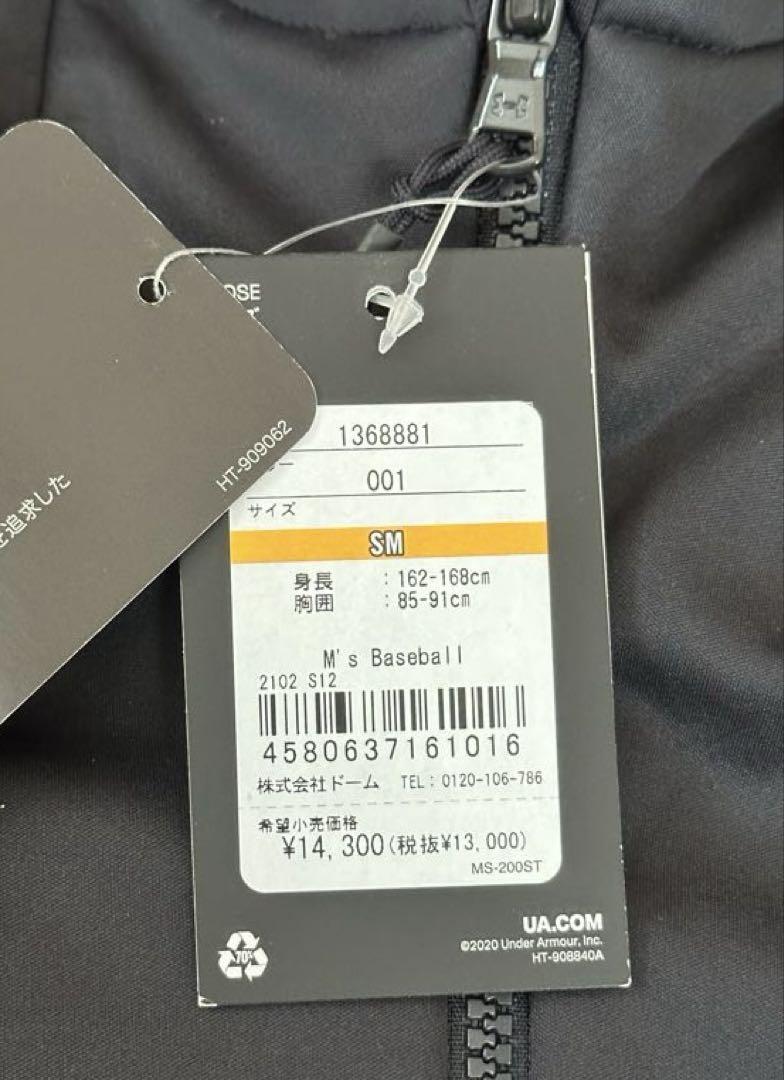 1368881
001
サイズ
SM
身長 : 162-168cm
胸囲 : 85-91cm
M's Baseball
2102 S12
4580637161016
株式会社ドーム TEL : 0120-106-786
希望小売価格
¥14,300(税抜¥13,000)
MS-200ST
70%
UA.COM
©2020 Under Armour, Inc.
HT-908840A
HT-909062
を追求した